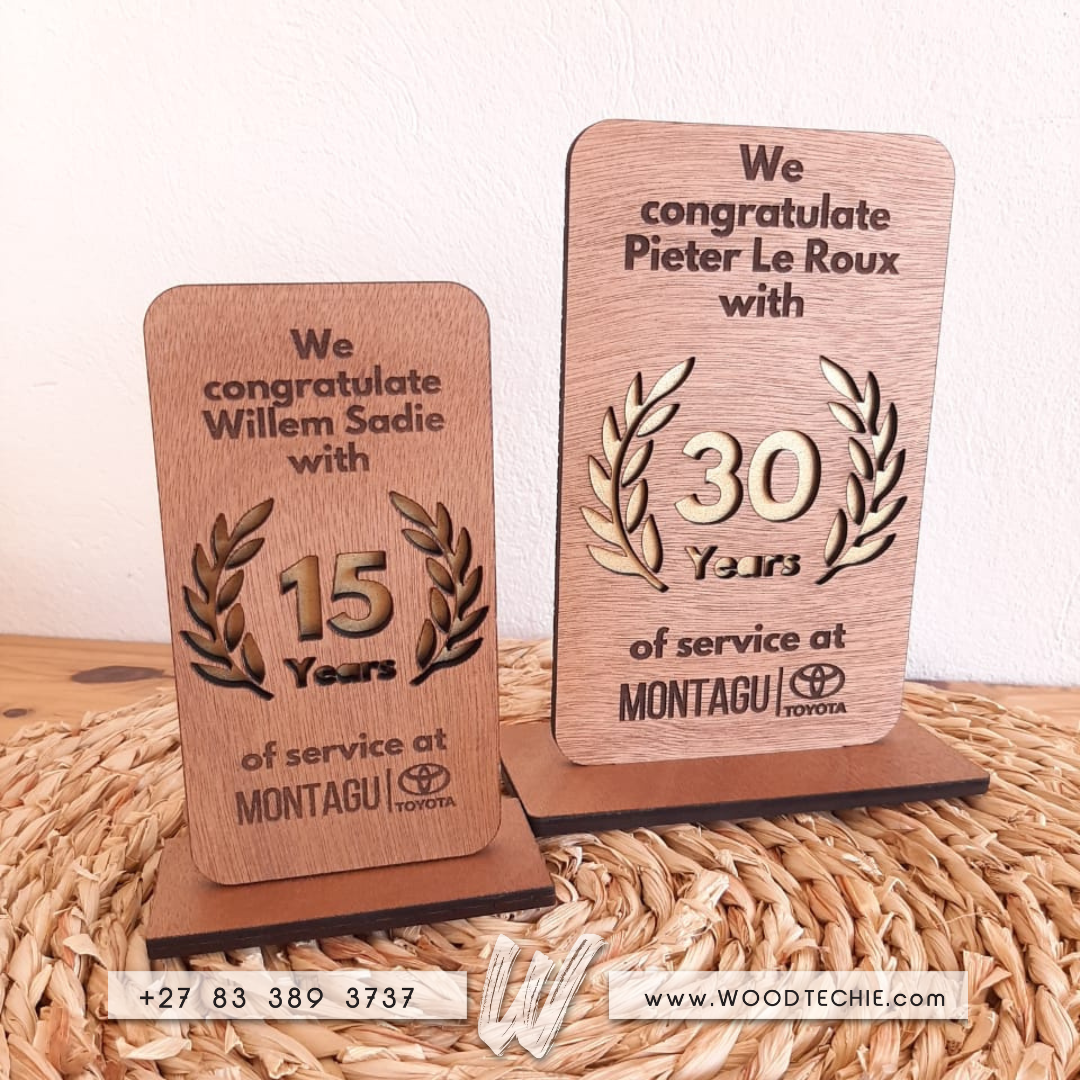 We
congratulate
Willem Sadie
with
15
Years
of service at
MONTAGU | TOYOTA
We
congratulate
Pieter Le Roux
with
30
Years
of service at
MONTAGU | TOYOTA
+27 83 389 3737
W
www.WOODTECHIE.com